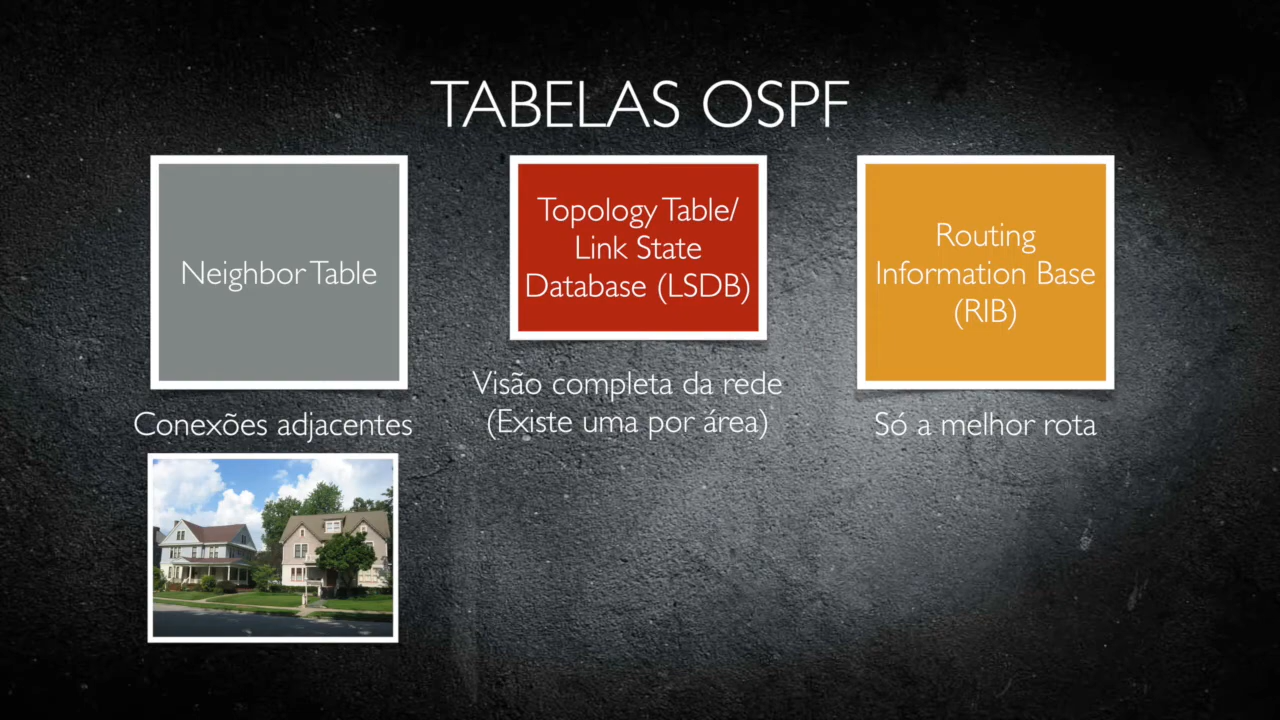 TABELAS OSPF
Neighbor Table
Conexões adjacentes
Topology Table/
Link State
Database (LSDB)
Visão completa da rede
(Existe uma por área)
Routing
Information Base
(RIB)
Só a melhor rota